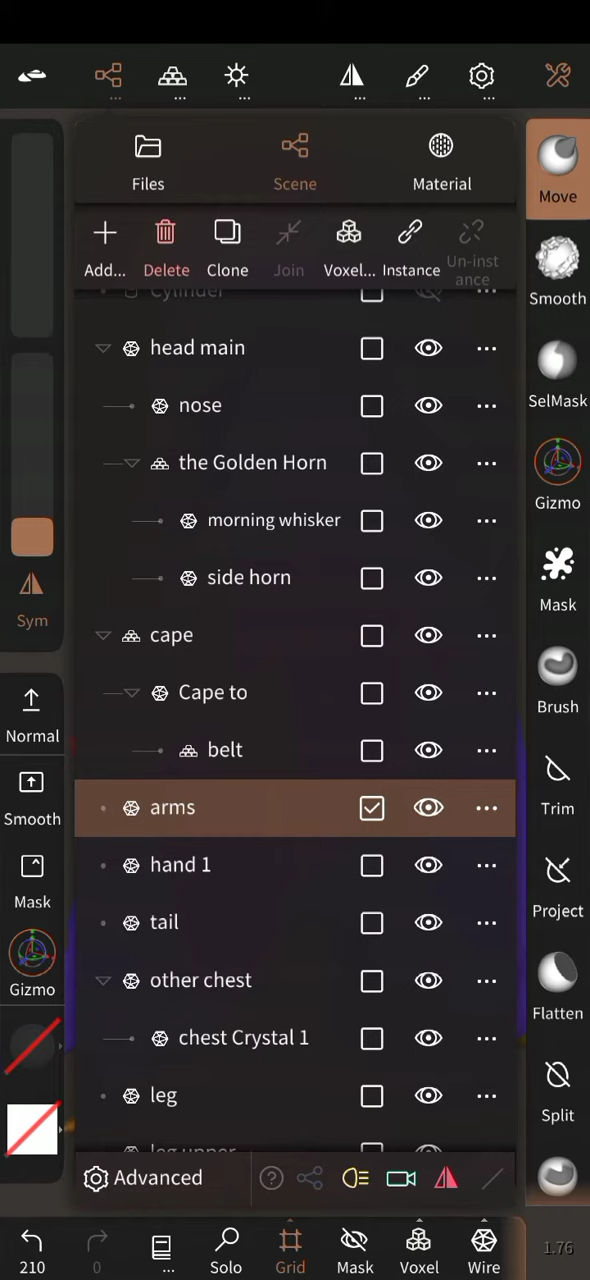 Files
Scene
Material
Add...
Delete
Clone
Join
Voxel...
Instance
Un-inst
ance
Cylinder
head main
nose
the Golden Horn
morning whisker
side horn
cape
Cape to
belt
arms
hand 1
tail
other chest
chest Crystal 1
leg
leg upper
Advanced
Sym
Normal
Smooth
Mask
Gizmo
Move
Smooth
SelMask
Gizmo
Mask
Brush
Trim
Project
Flatten
Split
210
0
...
Solo
Grid
Mask
Voxel
Wire
1.76